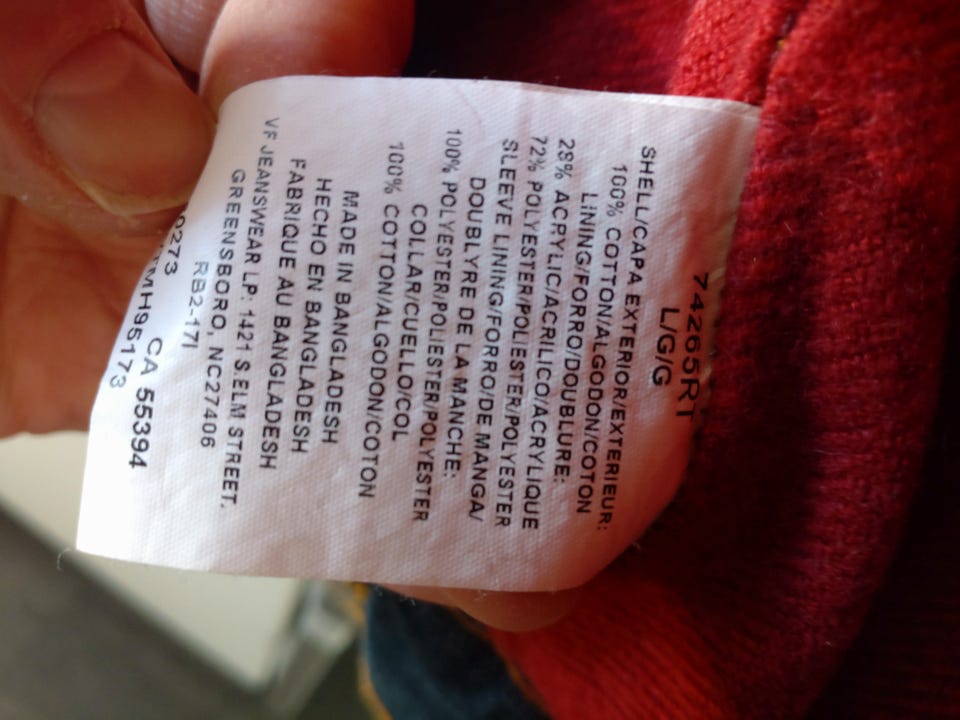 74265RT
L/G/G
SHELL/CAPA EXTERIOR/EXTERIEUR:
100% COTTON/ALGODON/COTON
LINING/FORRO/DOUBLURE:
28% ACRYLIC/ACRILICO/ACRYLIQUE
72% POLYESTER/POLIESTER/POLYESTER
SLEEVE LINING/FORRO/DE MANGA/
DOUBLYRE DE LA MANCHE:
100% POLYESTER/POLIESTER/POLYESTER
COLLAR/CUELLO/COL
100% COTTON/ALGODON/COTON
MADE IN BANGLADESH
HECHO EN BANGLADESH
FABRIQUE AU BANGLADESH
VF JEANSWEAR LP: 1421 S.ELM STREET.
GREENSBORO, NC27406
RB2-171
0273 CA 55394
MH95173